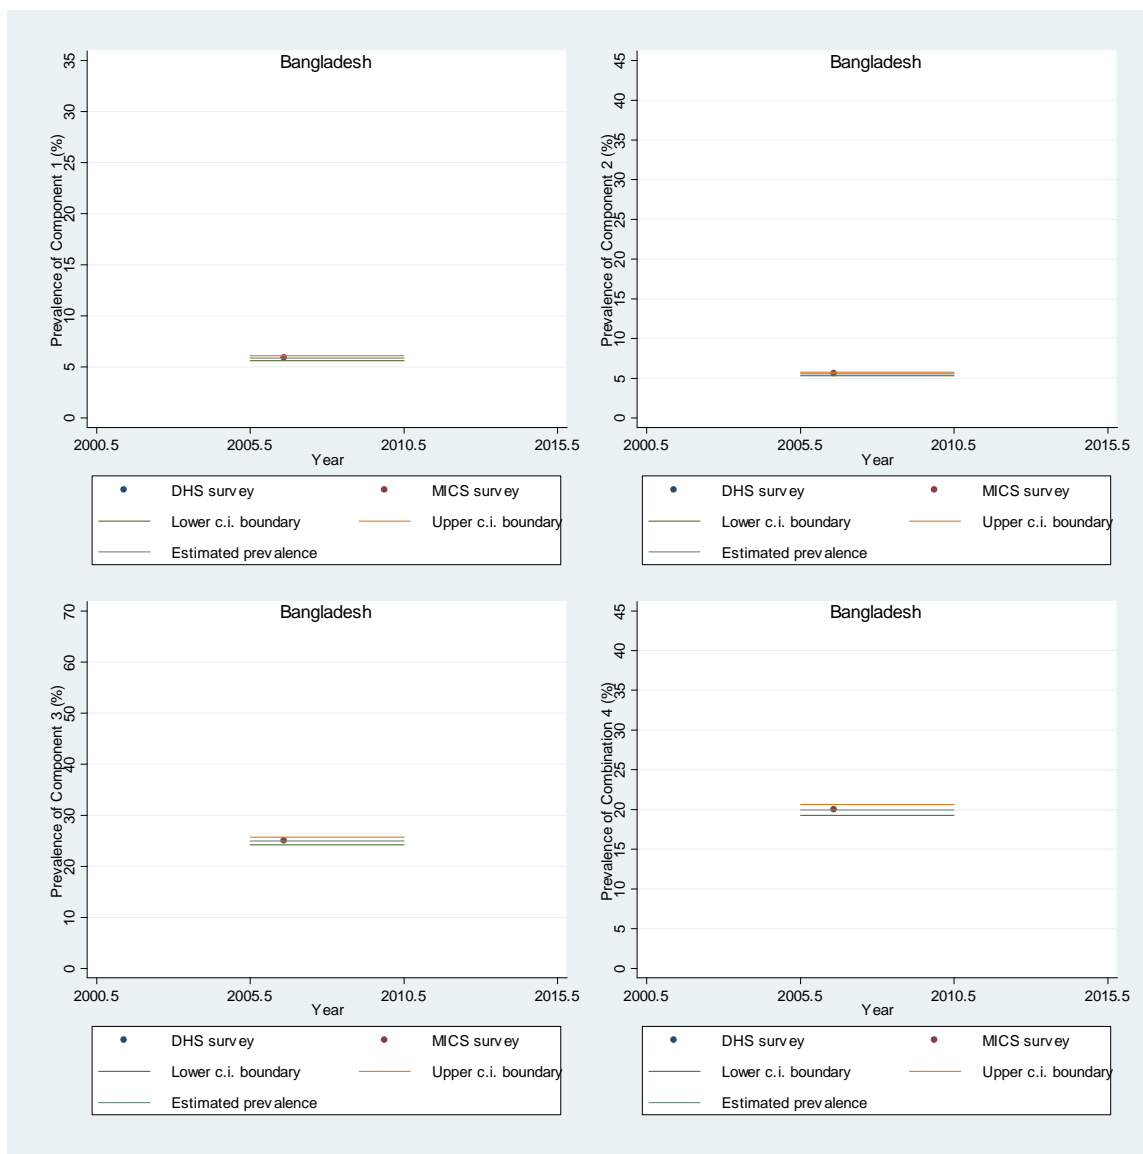 Bangladesh
Prevalence of Component 1 (%)
35
30
25
20
15
10
5
0
2000.5 2005.5 2010.5 2015.5
Year
DHS survey MICS survey
Lower c.i. boundary Upper c.i. boundary
Estimated prevalence
Bangladesh
Prevalence of Component 2 (%)
45
40
35
30
25
20
15
10
5
0
2000.5 2005.5 2010.5 2015.5
Year
DHS survey MICS survey
Lower c.i. boundary Upper c.i. boundary
Estimated prevalence
Bangladesh
Prevalence of Component 3 (%)
70
60
50
40
30
20
10
0
2000.5 2005.5 2010.5 2015.5
Year
DHS survey MICS survey
Lower c.i. boundary Upper c.i. boundary
Estimated prevalence
Bangladesh
Prevalence of Combination 4 (%)
45
40
35
30
25
20
15
10
5
0
2000.5 2005.5 2010.5 2015.5
Year
DHS survey MICS survey
Lower c.i. boundary Upper c.i. boundary
Estimated prevalence